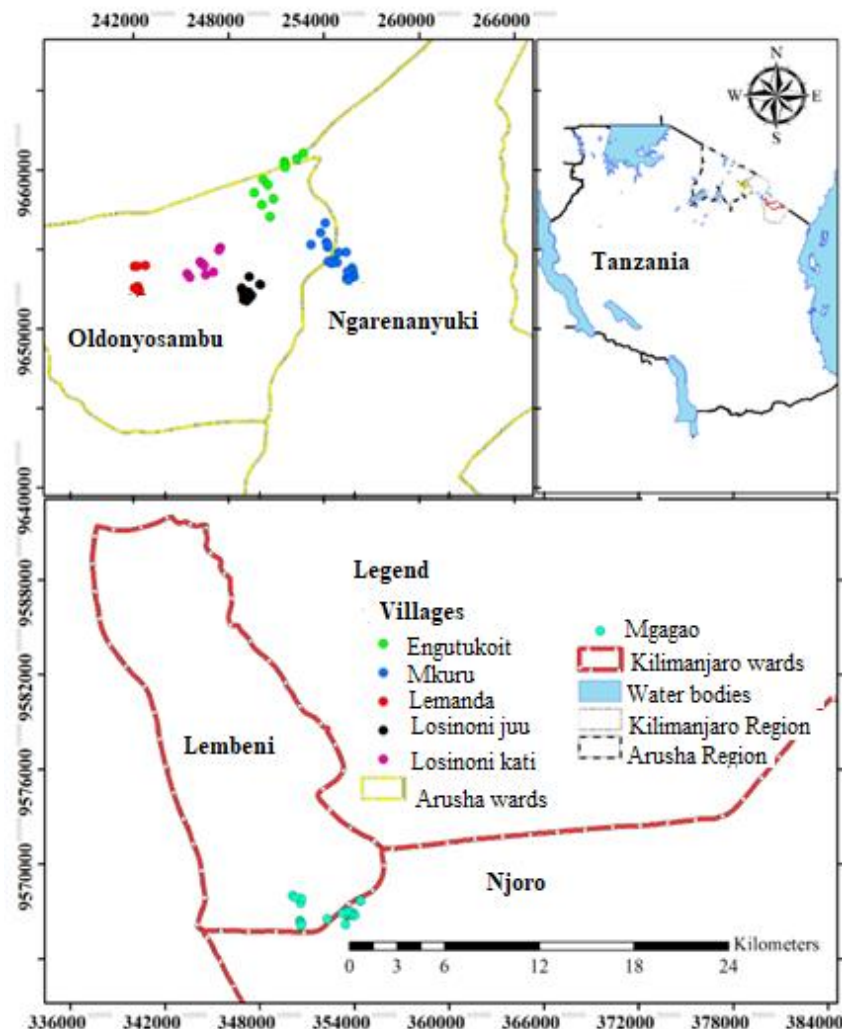 242000 248000 254000 260000 266000
9660000
9650000
9640000
Oldonyosambu
Ngarenanyuki
N
W E
S
Tanzania
9588000
9582000
9576000
9570000
Lembeni
Njoro
Legend
Villages
Engutukoit
Mkuru
Lemanda
Losinoni juu
Losinoni kati
Arusha wards
Mgagao
Kilimanjaro wards
Water bodies
Kilimanjaro Region
Arusha Region
Kilometers
0 3 6 12 18 24
336000 342000 348000 354000 360000 366000 372000 378000 384000